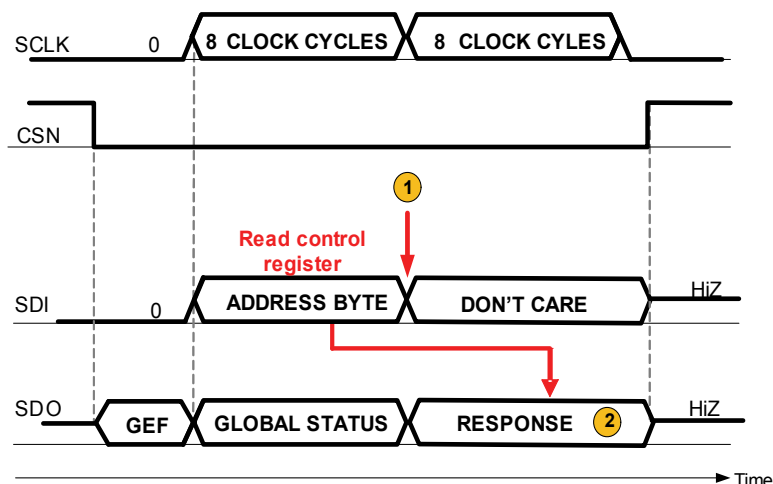 SCLK 0 8 CLOCK CYCLES 8 CLOCK CYLES
CSN
1
Read control
register
SDI 0 ADDRESS BYTE DON'T CARE HiZ
SDO GEF GLOBAL STATUS RESPONSE 2 HiZ
Time